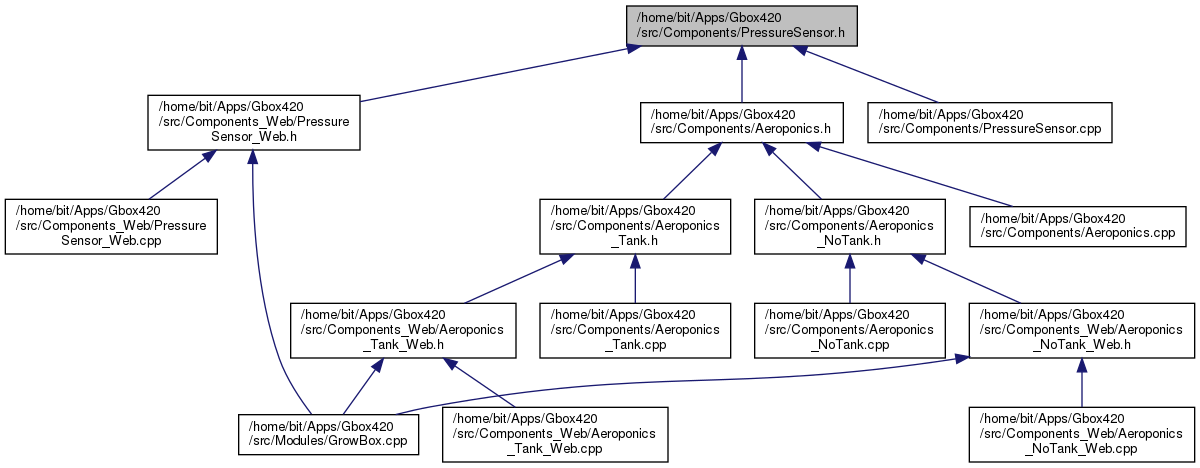 /home/bit/Apps/Gbox420
/src/Components/PressureSensor.h
/home/bit/Apps/Gbox420
/src/Components_Web/Pressure
Sensor_Web.h
/home/bit/Apps/Gbox420
/src/Components/Aeroponics.h
/home/bit/Apps/Gbox420
/src/Components/PressureSensor.cpp
/home/bit/Apps/Gbox420
/src/Components_Web/Pressure
Sensor_Web.cpp
/home/bit/Apps/Gbox420
/src/Components/Aeroponics
_Tank.h
/home/bit/Apps/Gbox420
/src/Components/Aeroponics
_NoTank.h
/home/bit/Apps/Gbox420
/src/Components/Aeroponics.cpp
/home/bit/Apps/Gbox420
/src/Components_Web/Aeroponics
_Tank_Web.h
/home/bit/Apps/Gbox420
/src/Components/Aeroponics
_Tank.cpp
/home/bit/Apps/Gbox420
/src/Components/Aeroponics
_NoTank.cpp
/home/bit/Apps/Gbox420
/src/Components_Web/Aeroponics
_NoTank_Web.h
/home/bit/Apps/Gbox420
/src/Modules/GrowBox.cpp
/home/bit/Apps/Gbox420
/src/Components_Web/Aeroponics
_Tank_Web.cpp
/home/bit/Apps/Gbox420
/src/Components_Web/Aeroponics
_NoTank_Web.cpp